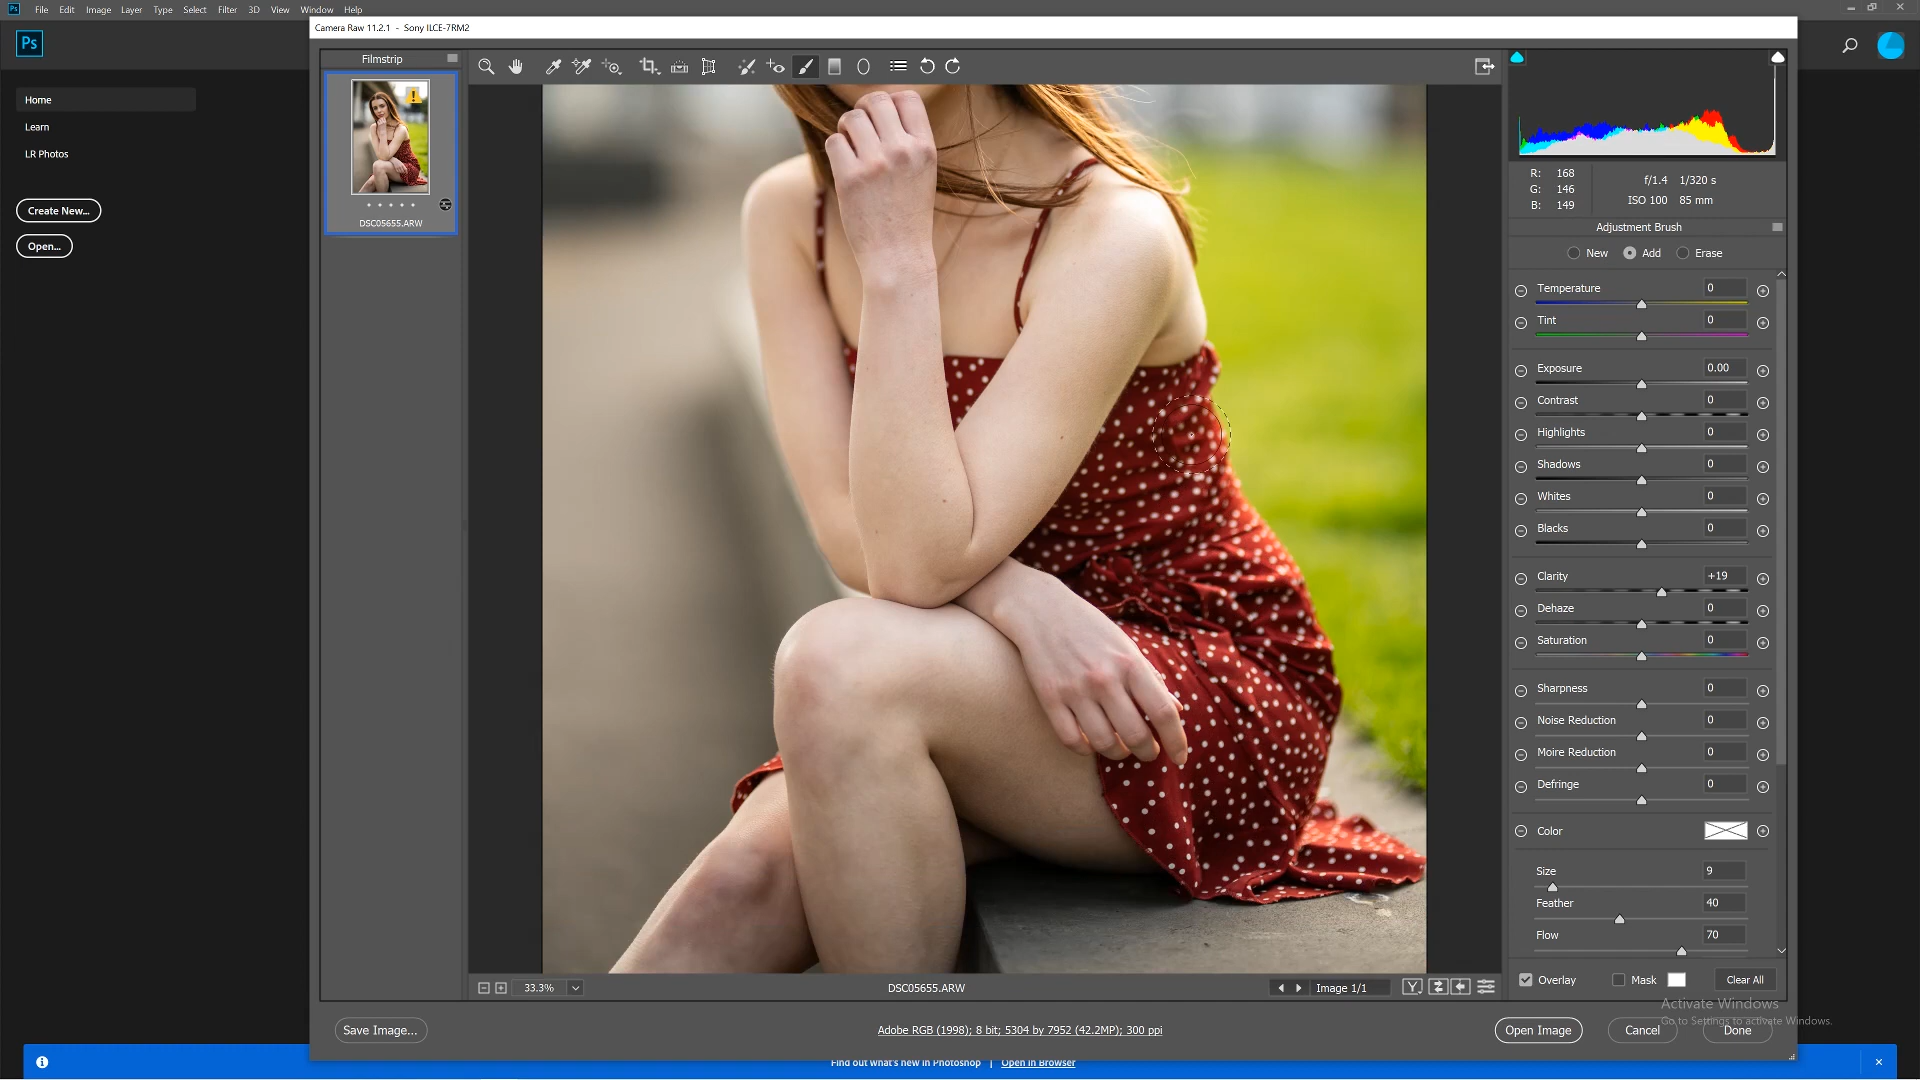 Ps File Edit Image Layer Type Select Filter 3D View Window Help
Camera Raw 11.2.1 - Sony ILCE-7RM2
Ps
Home
Learn
LR Photos
Create New...
Open...
Filmstrip
DSC05655.ARW
R: 168
G: 146
B: 149
f/1.4 1/320 s
ISO 100 85 mm
Adjustment Brush
New Add Erase
Temperature 0
Tint 0
Exposure 0.00
Contrast 0
Highlights 0
Shadows 0
Whites 0
Blacks 0
Clarity +19
Dehaze 0
Saturation 0
Sharpness 0
Noise Reduction 0
Moire Reduction 0
Defringe 0
Color
Size 9
Feather 40
Flow 70
Overlay Mask Clear All
33.3% DSC05655.ARW Image 1/1 Y
Activate Windows
Go to Settings to activate Windows.
Save Image... Adobe RGB (1998); 8 bit; 5304 by 7952 (42.2MP); 300 ppi Open Image Cancel Done
Find out what's new in Photoshop | Open in Browser